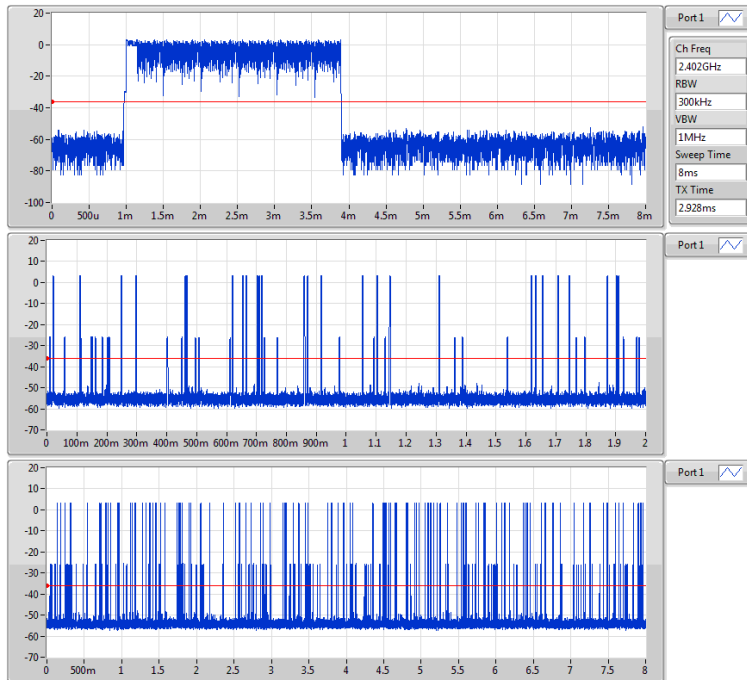 Port 1
0
-20
-40
-60
-80
-100
0 500u 1m 1.5m 2m 2.5m 3m 3.5m 4m 4.5m 5m 5.5m 6m 6.5m 7m 7.5m 8m
Ch Freq
2.402GHz
RBW
300kHz
VBW
1MHz
Sweep Time
8ms
TX Time
2.928ms
Port 1
20
10
0
-10
-20
-30
-40
-50
-60
-70
0 100m 200m 300m 400m 500m 600m 700m 800m 900m 1 1.1 1.2 1.3 1.4 1.5 1.6 1.7 1.8 1.9 2
Port 1
20
10
0
-10
-20
-30
-40
-50
-60
-70
0 500m 1 1.5 2 2.5 3 3.5 4 4.5 5 5.5 6 6.5 7 7.5 8